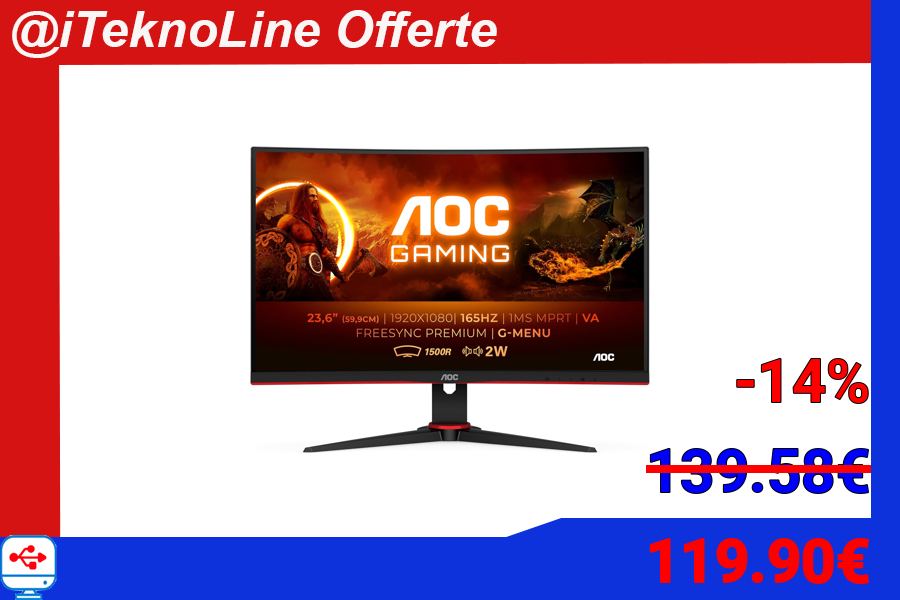 @iTeknoLine Offerte
AOC
GAMING
23,6” (59,9CM) | 1920X1080| 165HZ | 1MS MPRT | VA
FREESYNC PREMIUM | G-MENU
1500R 2W
AOC
AOC
-14%
139.58€
119.90€